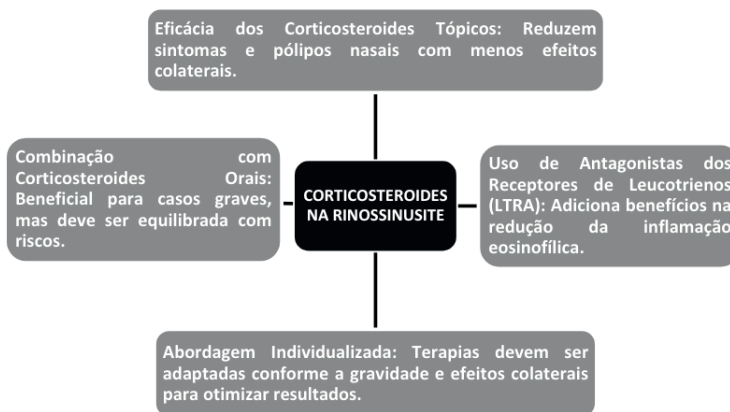 Eficácia dos Corticosteroides Tópicos: Reduzem
sintomas e pólipos nasais com menos efeitos
colaterais.
Combinação com
Corticosteroides Orais:
Beneficial para casos graves,
mas deve ser equilibrada com
riscos.
CORTICOSTEROIDES
NA RINOSSINUSITE
Uso de Antagonistas dos
Receptores de Leucotrienos
(LTRA): Adiciona benefícios na
redução da inflamação
eosinofílica.
Abordagem Individualizada: Terapias devem ser
adaptadas conforme a gravidade e efeitos colaterais
para otimizar resultados.